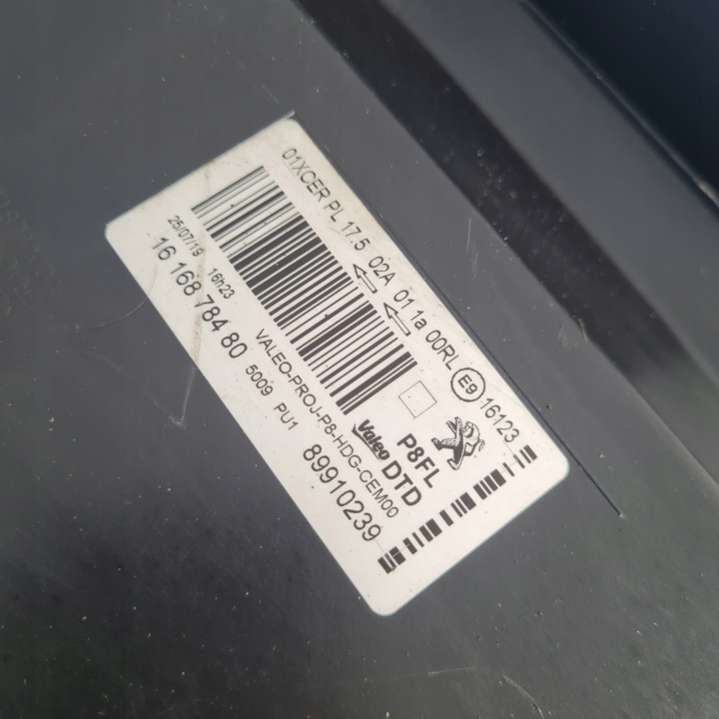 01XCER PL 17.5 02A 01 1a 00RL E9 16123
25/07/19 16h23
VALEO-PROJ-P8-HDG-CEM00
P8FL
Valeo DTD
16 168 784 80 5009 PU1 89910239